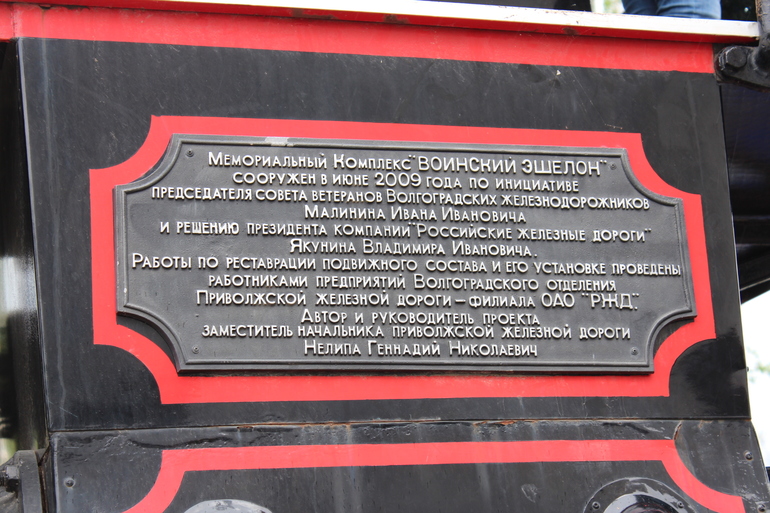 Мемориальный Комплекс "ВОИНСКИЙ ЭШЕЛОН"
СООРУЖЕН В ИЮНЕ 2009 ГОДА ПО ИНИЦИАТИВЕ
ПРЕДСЕДАТЕЛЯ СОВЕТА ВЕТЕРАНОВ ВОЛГОГРАДСКИХ ЖЕЛЕЗНОДОРОЖНИКОВ
МАЛИНИНА ИВАНА ИВАНОВИЧА
И РЕШЕНИЮ ПРЕЗИДЕНТА КОМПАНИИ "РОССИЙСКИЕ ЖЕЛЕЗНЫЕ ДОРОГИ"
ЯКУНИНА ВЛАДИМИРА ИВАНОВИЧА.
РАБОТЫ ПО РЕСТАВРАЦИИ ПОДВИЖНОГО СОСТАВА И ЕГО УСТАНОВКЕ ПРОВЕДЕНЫ
РАБОТНИКАМИ ПРЕДПРИЯТИЙ ВОЛГОГРАДСКОГО ОТДЕЛЕНИЯ
ПРИВОЛЖСКОЙ ЖЕЛЕЗНОЙ ДОРОГИ – ФИЛИАЛА ОАО "РЖД".
АВТОР И РУКОВОДИТЕЛЬ ПРОЕКТА
ЗАМЕСТИТЕЛЬ НАЧАЛЬНИКА ПРИВОЛЖСКОЙ ЖЕЛЕЗНОЙ ДОРОГИ
НЕЛИПА ГЕННАДИЙ НИКОЛАЕВИЧ